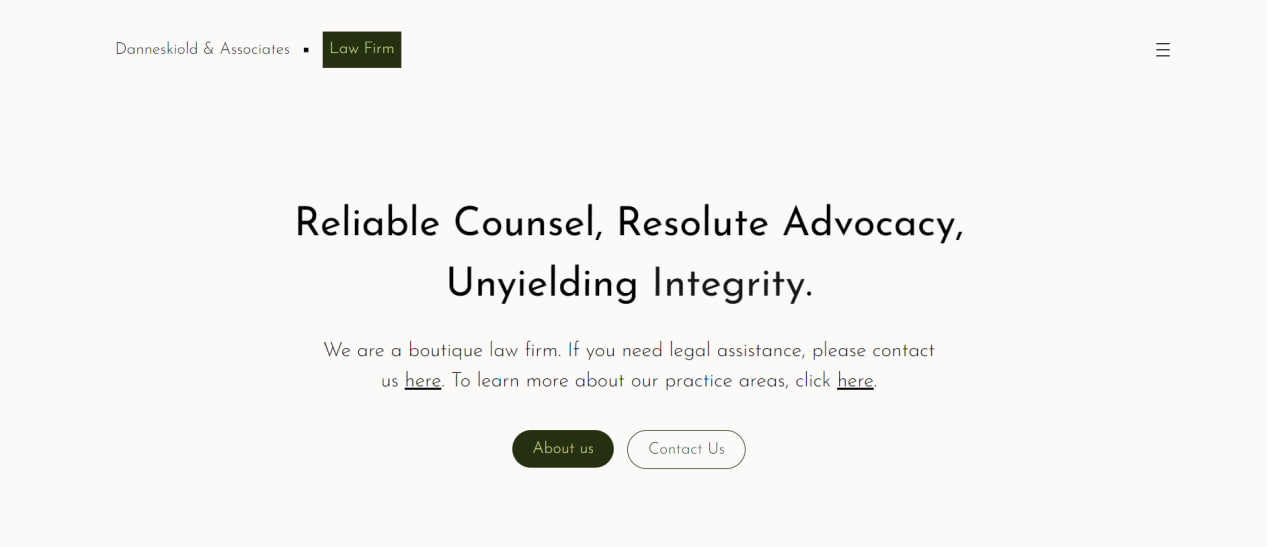 Danneskiold & Associates ▪ Law Firm
Reliable Counsel, Resolute Advocacy,
Unyielding Integrity.
We are a boutique law firm. If you need legal assistance, please contact
us here. To learn more about our practice areas, click here.
About us
Contact Us